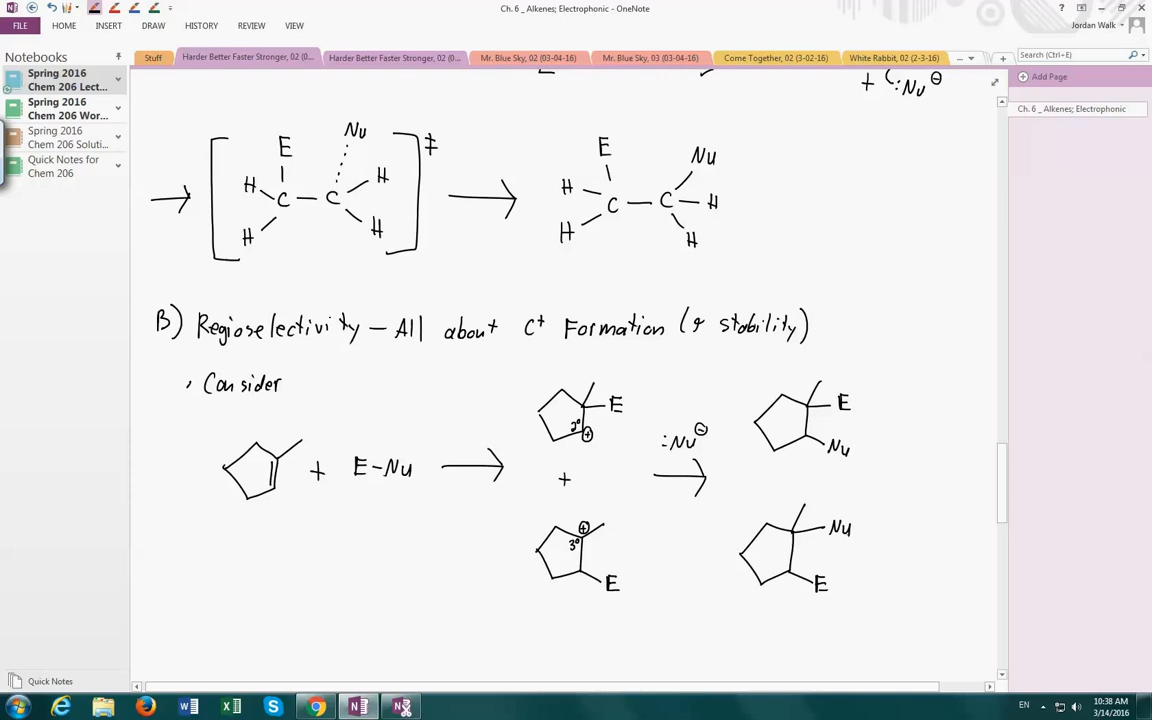 Ch. 6 _ Alkenes; Electrophonic - OneNote
Jordan Walk
FILE HOME INSERT DRAW HISTORY REVIEW VIEW
Notebooks
Stuff
Harder Better Faster Stronger, 02 (03-04-16)
Harder Better Faster Stronger, 02 (0...
Mr. Blue Sky, 02 (03-04-16)
Mr. Blue Sky, 03 (03-04-16)
Come Together, 02 (3-02-16)
White Rabbit, 02 (2-3-16)
Search (Ctrl+E)
Spring 2016
Chem 206 Lect...
Spring 2016
Chem 206 Wor...
Spring 2016
Chem 206 Soluti...
Quick Notes for
Chem 206
Add Page
Ch. 6 _ Alkenes; Electrophonic
+ :Nu ⊖
E Nu ‡
H C — C H
H H
E Nu
H C — C — H
H H
B) Regioselectivity — All about C+ Formation (& stability)
• Consider
+ E-Nu
2° ⊕ E
+
3° ⊕
E
:Nu ⊖
E
Nu
Nu
E
Quick Notes
EN
10:38 AM
3/14/2016